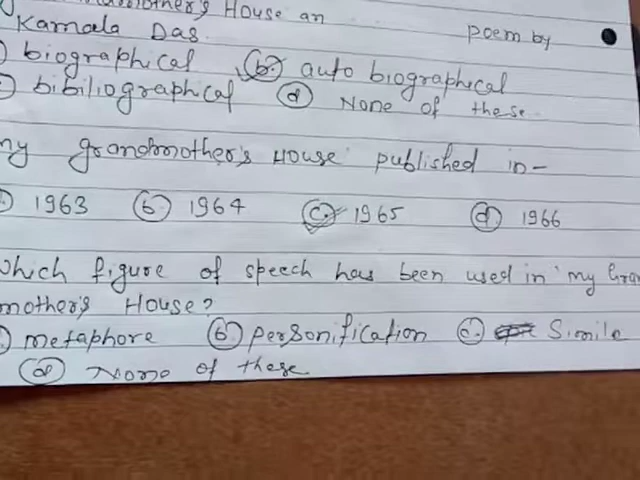 House an
poem by
Kamala Das.
biographical (b.) auto biographical
bibiliographical (d) None of these.
my grandmother's House published in-
1963 (b) 1964 (c.) 1965 (d) 1966
which figure of speech has been used in 'my Gran
mother's House?
metaphore (b.) personification (c.) Simile
(d) None of these